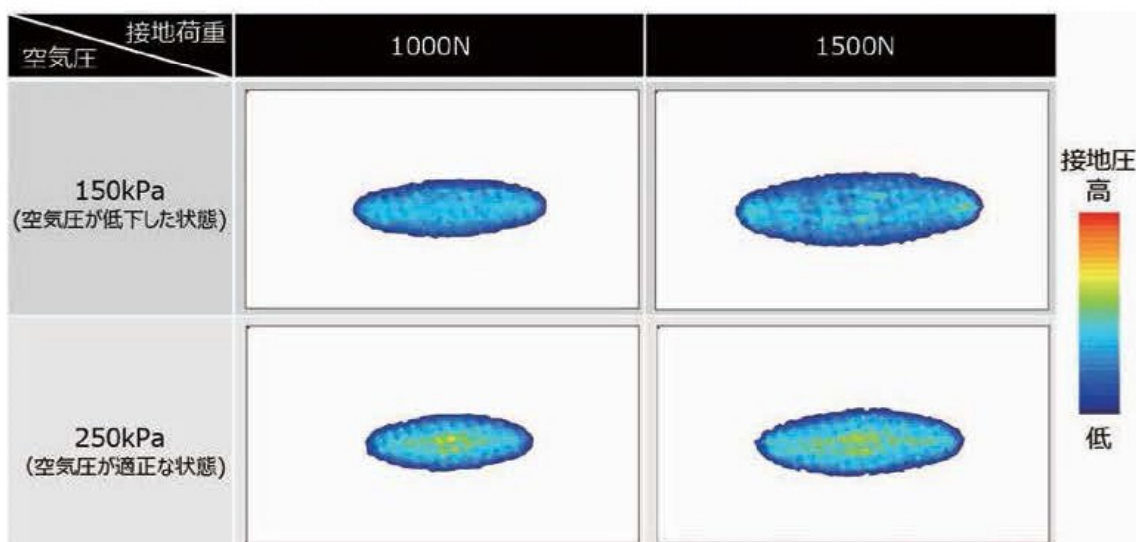 接地荷重
空気圧
1000N
1500N
150kPa
(空気圧が低下した状態)
250kPa
(空気圧が適正な状態)
接地圧
高
低